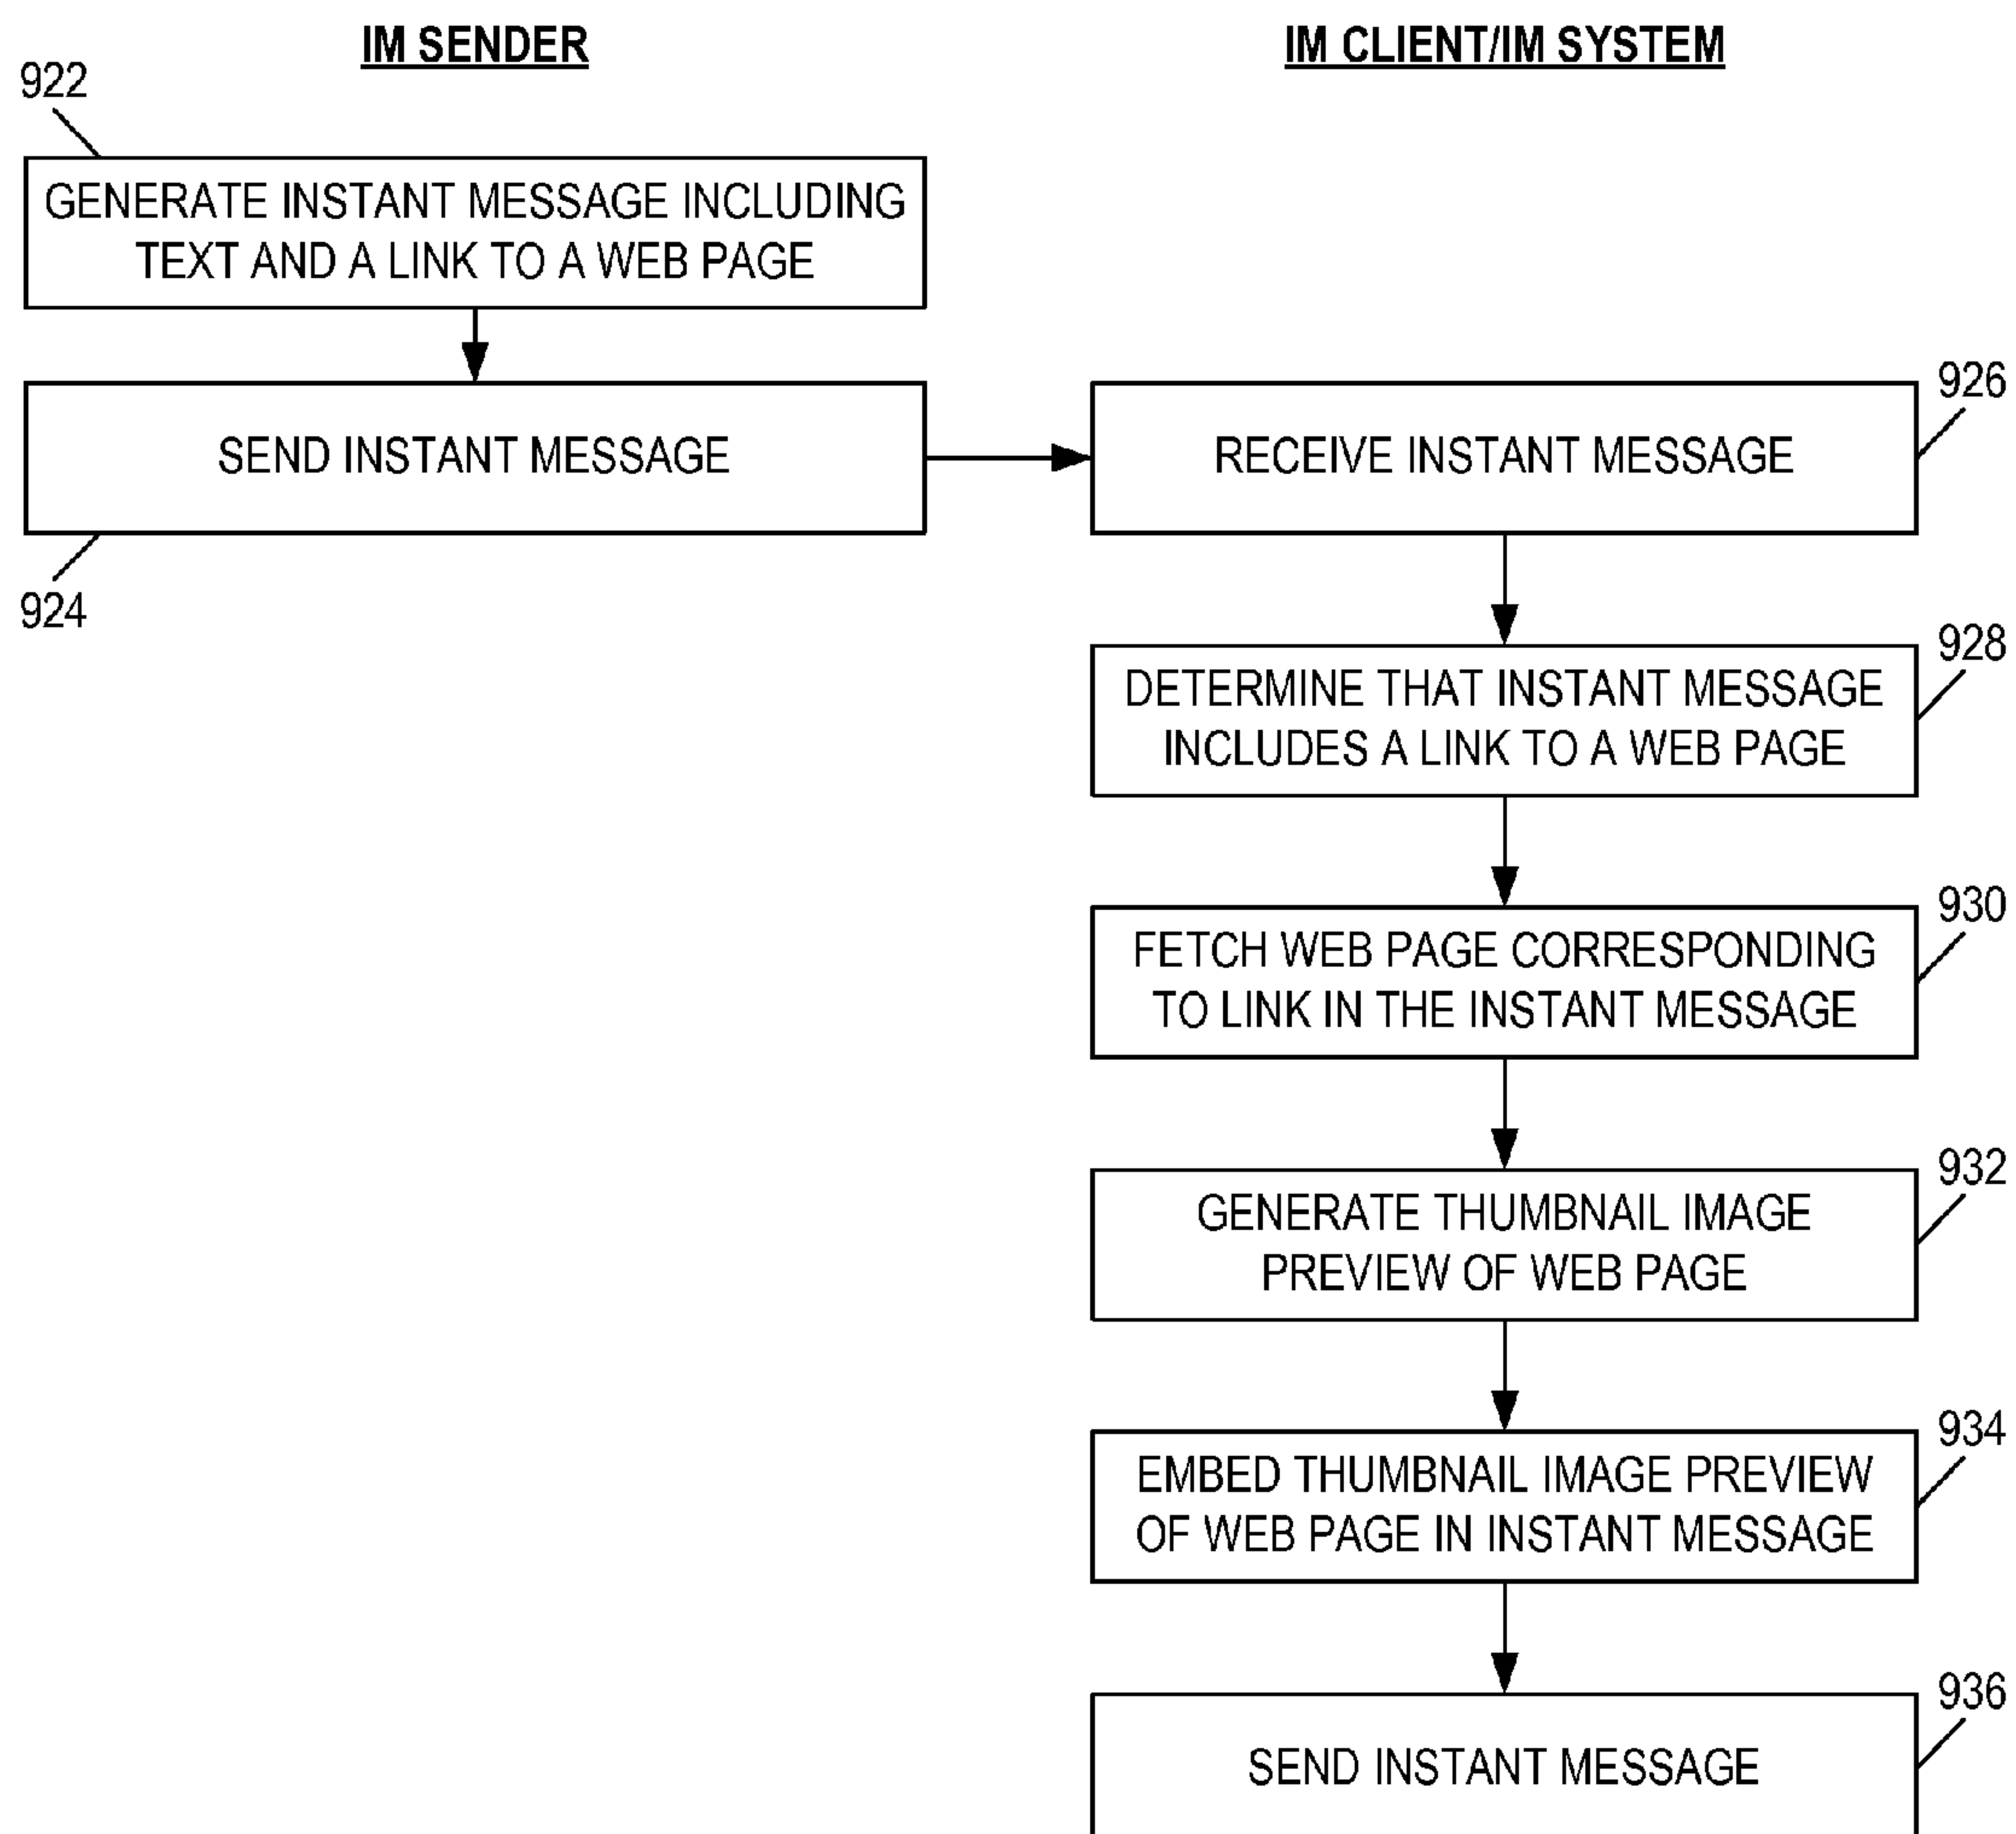 IM SENDER
IM CLIENT/IM SYSTEM
922
GENERATE INSTANT MESSAGE INCLUDING
TEXT AND A LINK TO A WEB PAGE
SEND INSTANT MESSAGE
924
926
RECEIVE INSTANT MESSAGE
928
DETERMINE THAT INSTANT MESSAGE
INCLUDES A LINK TO A WEB PAGE
930
FETCH WEB PAGE CORRESPONDING
TO LINK IN THE INSTANT MESSAGE
932
GENERATE THUMBNAIL IMAGE
PREVIEW OF WEB PAGE
934
EMBED THUMBNAIL IMAGE PREVIEW
OF WEB PAGE IN INSTANT MESSAGE
936
SEND INSTANT MESSAGE